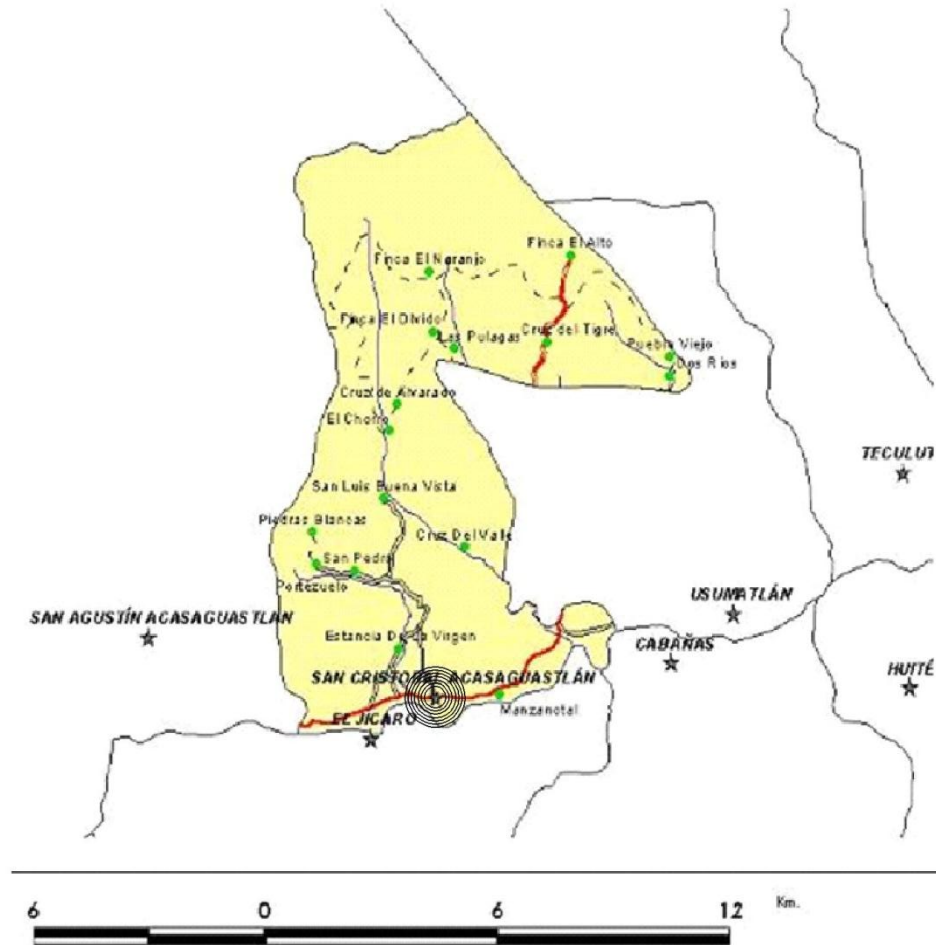 Finca El Alto
Finca El Naranjo
Finca El Olvido
Las Pulagas
Cruz del Tigre
Pueblo Viejo
Dos Ríos
Cruz de Alvarado
El Chorro
TECULUT
San Luis Buena Vista
Piedras Blancas
Cruz Del Valle
San Pedro
Portezuelo
USUMATLÁN
SAN AGUSTÍN ACASAGUASTLÁN
Estancia De La Virgen
CABAÑAS
SAN CRISTOBAL ACASAGUASTLÁN
HUITÉ
Manzanotal
EL JICARO
6 0 6 12 Km.